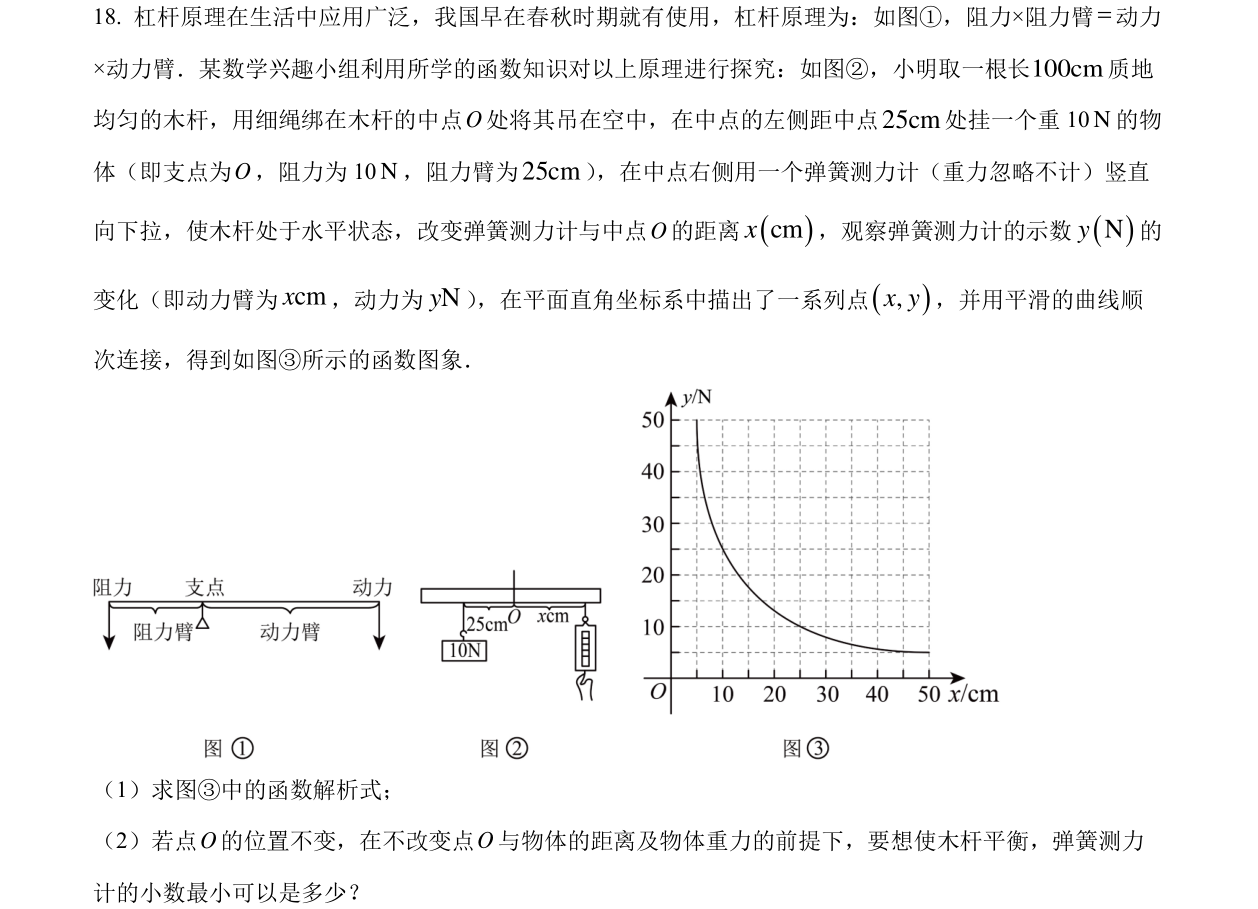 18. 杠杆原理在生活中应用广泛，我国早在春秋时期就有使用，杠杆原理为：如图①，阻力×阻力臂＝动力
×动力臂．某数学兴趣小组利用所学的函数知识对以上原理进行探究：如图②，小明取一根长100cm质地
均匀的木杆，用细绳绑在木杆的中点O处将其吊在空中，在中点的左侧距中点25cm处挂一个重10N的物
体（即支点为O，阻力为10N，阻力臂为25cm），在中点右侧用一个弹簧测力计（重力忽略不计）竖直
向下拉，使木杆处于水平状态，改变弹簧测力计与中点O的距离x(cm)，观察弹簧测力计的示数y(N)的
变化（即动力臂为xcm，动力为yN），在平面直角坐标系中描出了一系列点(x, y)，并用平滑的曲线顺
次连接，得到如图③所示的函数图象．
阻力 支点 动力
阻力臂 动力臂
图 ①
25cm O xcm
10N
图 ②
y/N
50
40
30
20
10
O 10 20 30 40 50 x/cm
图 ③
（1）求图③中的函数解析式；
（2）若点O的位置不变，在不改变点O与物体的距离及物体重力的前提下，要想使木杆平衡，弹簧测力
计的小数最小可以是多少？